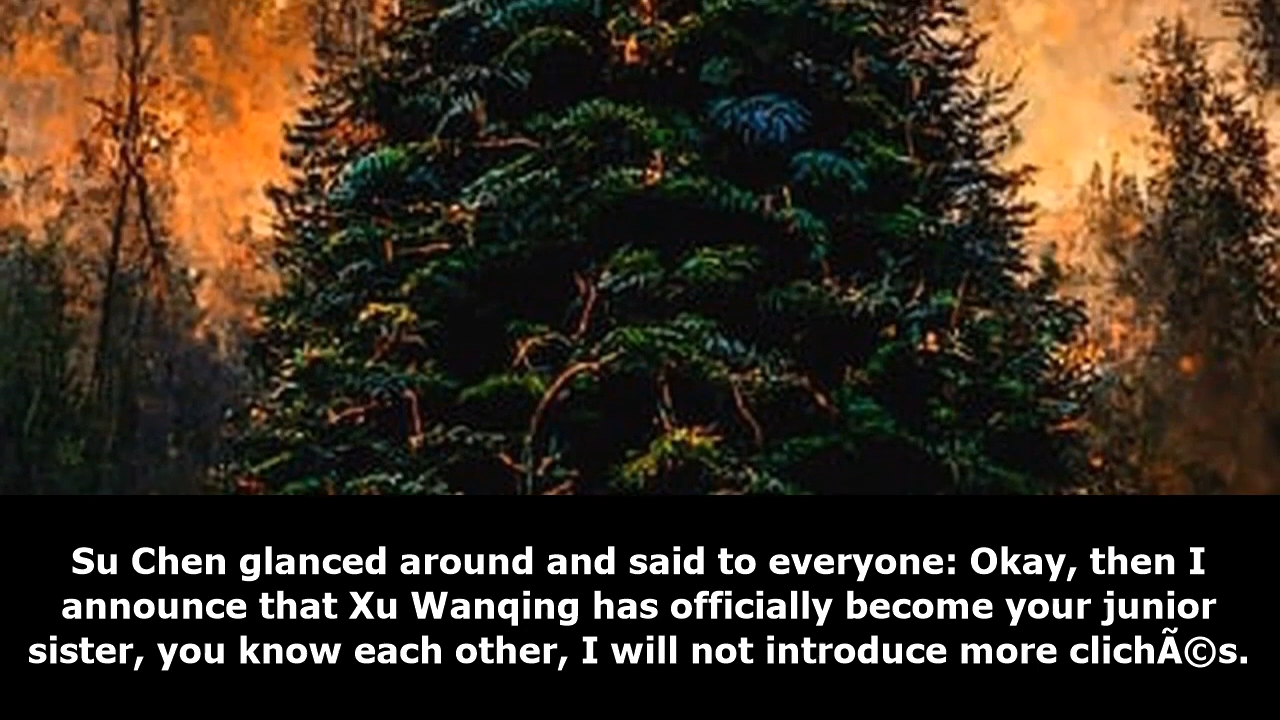 Su Chen glanced around and said to everyone: Okay, then I
announce that Xu Wanqing has officially become your junior
sister, you know each other, I will not introduce more clichÃ©s.